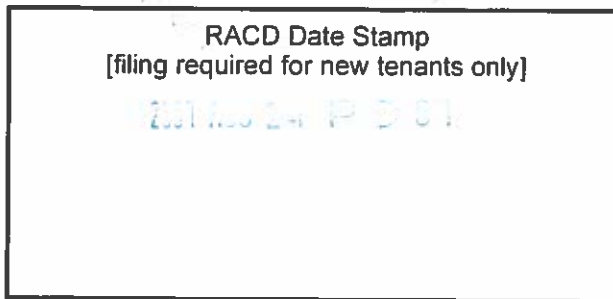 RACD Date Stamp
[filing required for new tenants only]